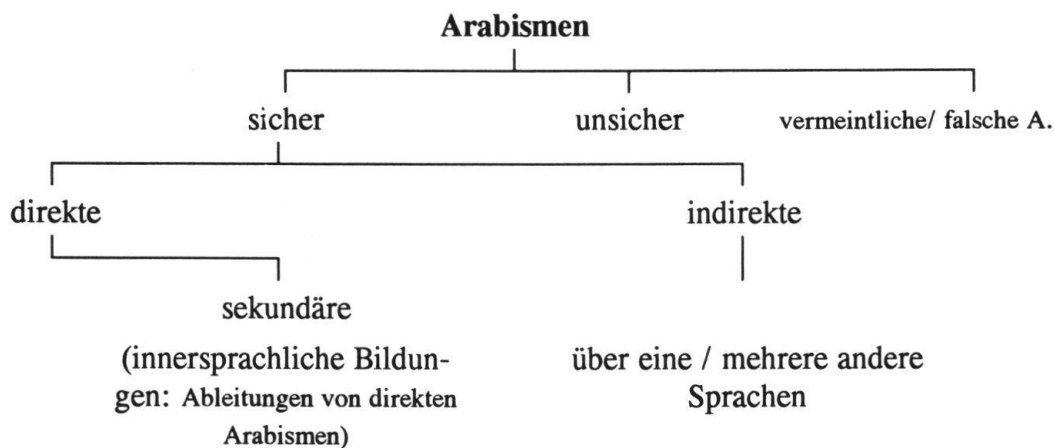 Arabismen
sicher unsicher vermeintliche/ falsche A.
direkte indirekte
sekundäre
(innersprachliche Bildun- über eine / mehrere andere
gen: Ableitungen von direkten Sprachen
Arabismen)